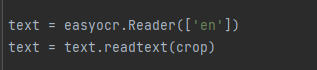 text = easyocr.Reader(['en'])
text = text.readtext(crop)